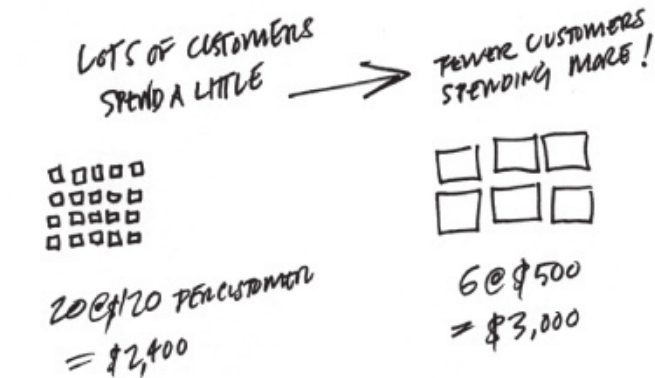 LOTS OF CUSTOMERS
SPEND A LITTLE
FEWER CUSTOMERS
SPENDING MORE!
20@$120 PER CUSTOMER
= $2,400
6@$500
= $3,000